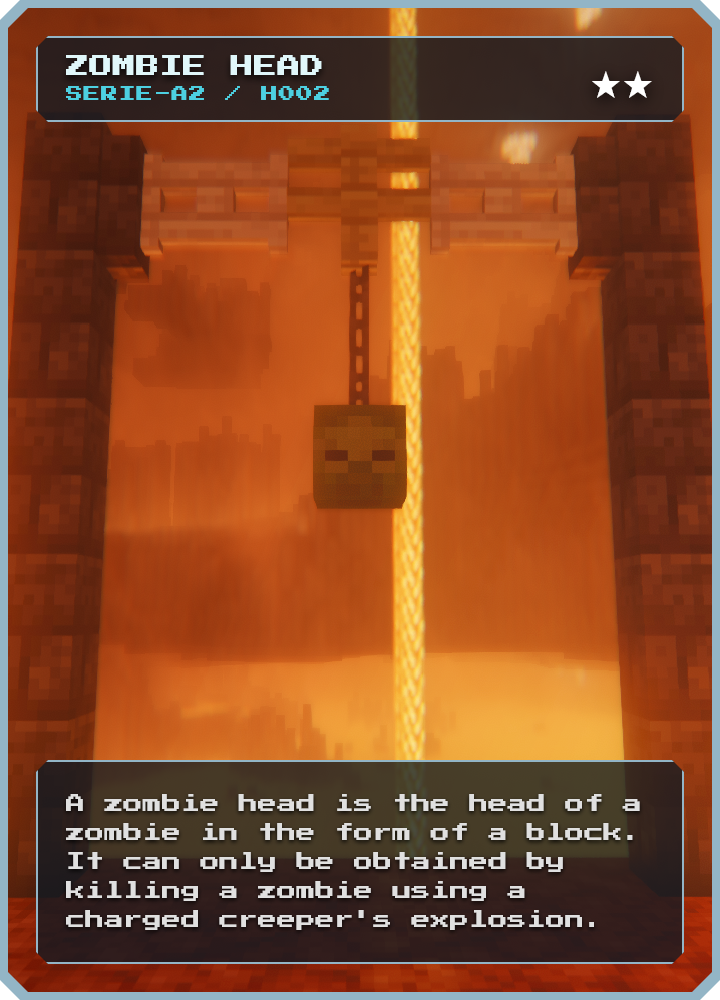 ZOMBIE HEAD
SERIE-A2 / H002
★★
A zombie head is the head of a
zombie in the form of a block.
It can only be obtained by
killing a zombie using a
charged creeper's explosion.